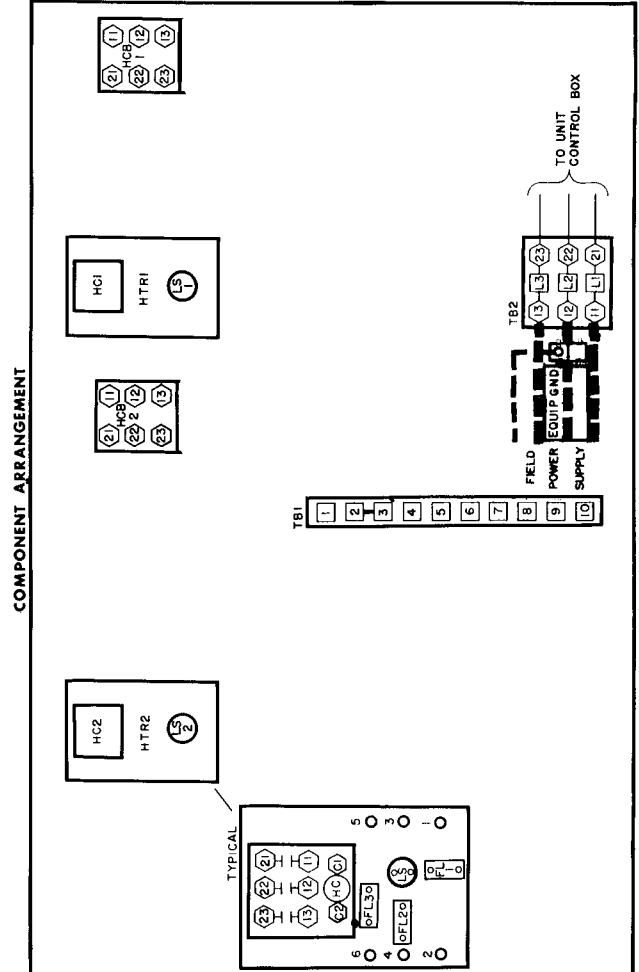 COMPONENT ARRANGEMENT
TYPICAL
23 22 21
13 12 11
C2 HC C1
FL3
FL2
LS
FL1
6 5
4 3
2 1
HC2
HTR2
LS 2
HCB 2
21 11
22 12
23 13
HC1
HTR1
LS 1
HCB 1
21 11
22 12
23 13
TB1
1
2
3
4
5
6
7
8
9
10
FIELD
POWER
SUPPLY
EQUIP GND
TB2
13 L3 23
12 L2 22
11 L1 21
TO UNIT
CONTROL BOX